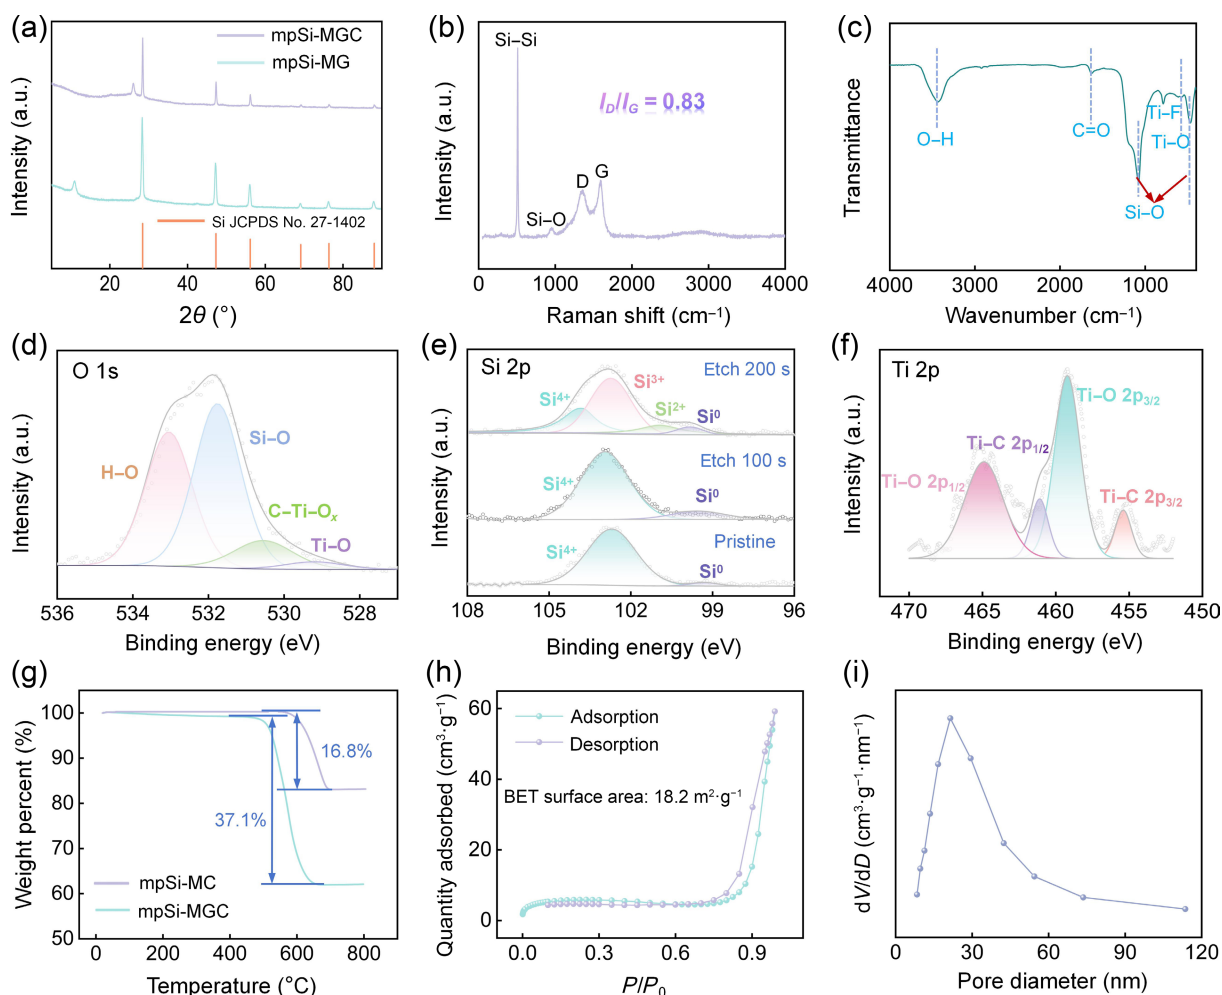 (a)
mpSi-MGC
mpSi-MG
Si JCPDS No. 27-1402
Intensity (a.u.)
20 40 60 80
2θ (°)
(b)
Si–Si
I_D/I_G = 0.83
D
G
Si–O
Intensity (a.u.)
0 1000 2000 3000 4000
Raman shift (cm⁻¹)
(c)
O–H
C=O
Ti–F
Ti–O
Si–O
Transmittance
4000 3000 2000 1000
Wavenumber (cm⁻¹)
(d)
O 1s
H–O
Si–O
C–Ti–Oₓ
Ti–O
Intensity (a.u.)
536 534 532 530 528
Binding energy (eV)
(e)
Si 2p
Etch 200 s
Si⁴⁺
Si³⁺
Si²⁺
Si⁰
Etch 100 s
Si⁴⁺
Si⁰
Pristine
Si⁴⁺
Si⁰
Intensity (a.u.)
108 105 102 99 96
Binding energy (eV)
(f)
Ti 2p
Ti–O 2p₃/₂
Ti–C 2p₁/₂
Ti–O 2p₁/₂
Ti–C 2p₃/₂
Intensity (a.u.)
470 465 460 455 450
Binding energy (eV)
(g)
100
90
80
70
60
50
16.8%
37.1%
mpSi-MC
mpSi-MGC
Weight percent (%)
0 200 400 600 800
Temperature (°C)
(h)
60
40
20
0
Adsorption
Desorption
BET surface area: 18.2 m²·g⁻¹
Quantity adsorbed (cm³·g⁻¹)
0.0 0.3 0.6 0.9
P/P₀
(i)
dV/dD (cm³·g⁻¹·nm⁻¹)
0 30 60 90 120
Pore diameter (nm)